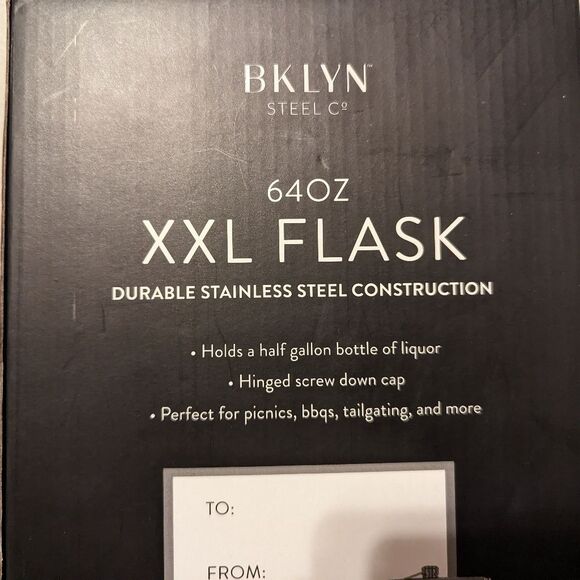 BKLYN™
STEEL Cº
64OZ
XXL FLASK
DURABLE STAINLESS STEEL CONSTRUCTION
• Holds a half gallon bottle of liquor
• Hinged screw down cap
• Perfect for picnics, bbqs, tailgating, and more
TO:
FROM: